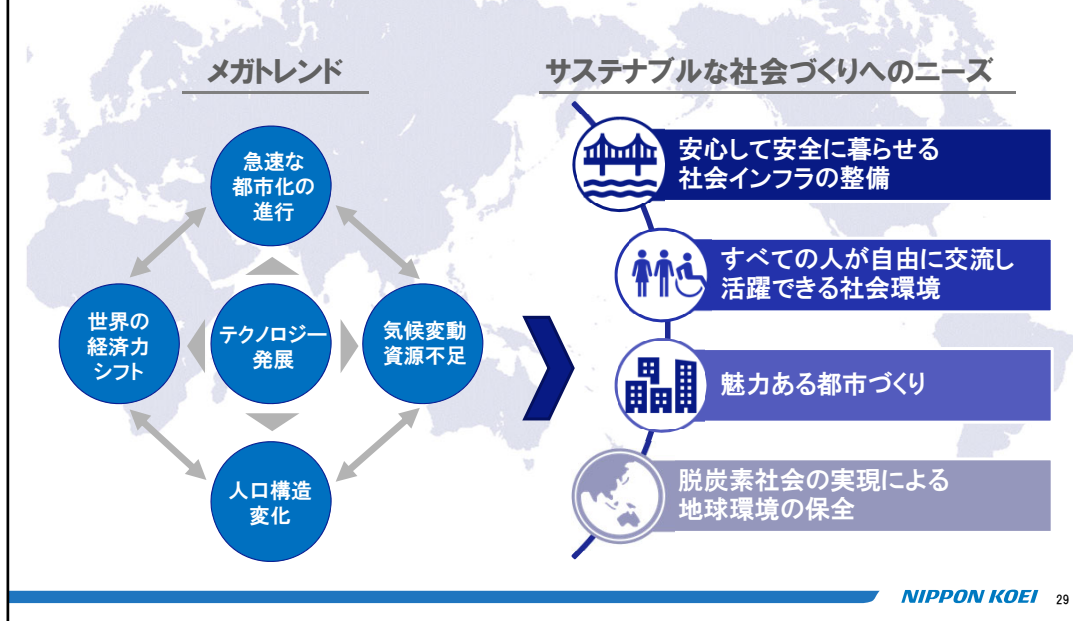 メガトレンド
急速な
都市化の
進行
世界の
経済力
シフト
テクノロジー
発展
気候変動
資源不足
人口構造
変化
サステナブルな社会づくりへのニーズ
安心して安全に暮らせる
社会インフラの整備
すべての人が自由に交流し
活躍できる社会環境
魅力ある都市づくり
脱炭素社会の実現による
地球環境の保全
NIPPON KOEI 29